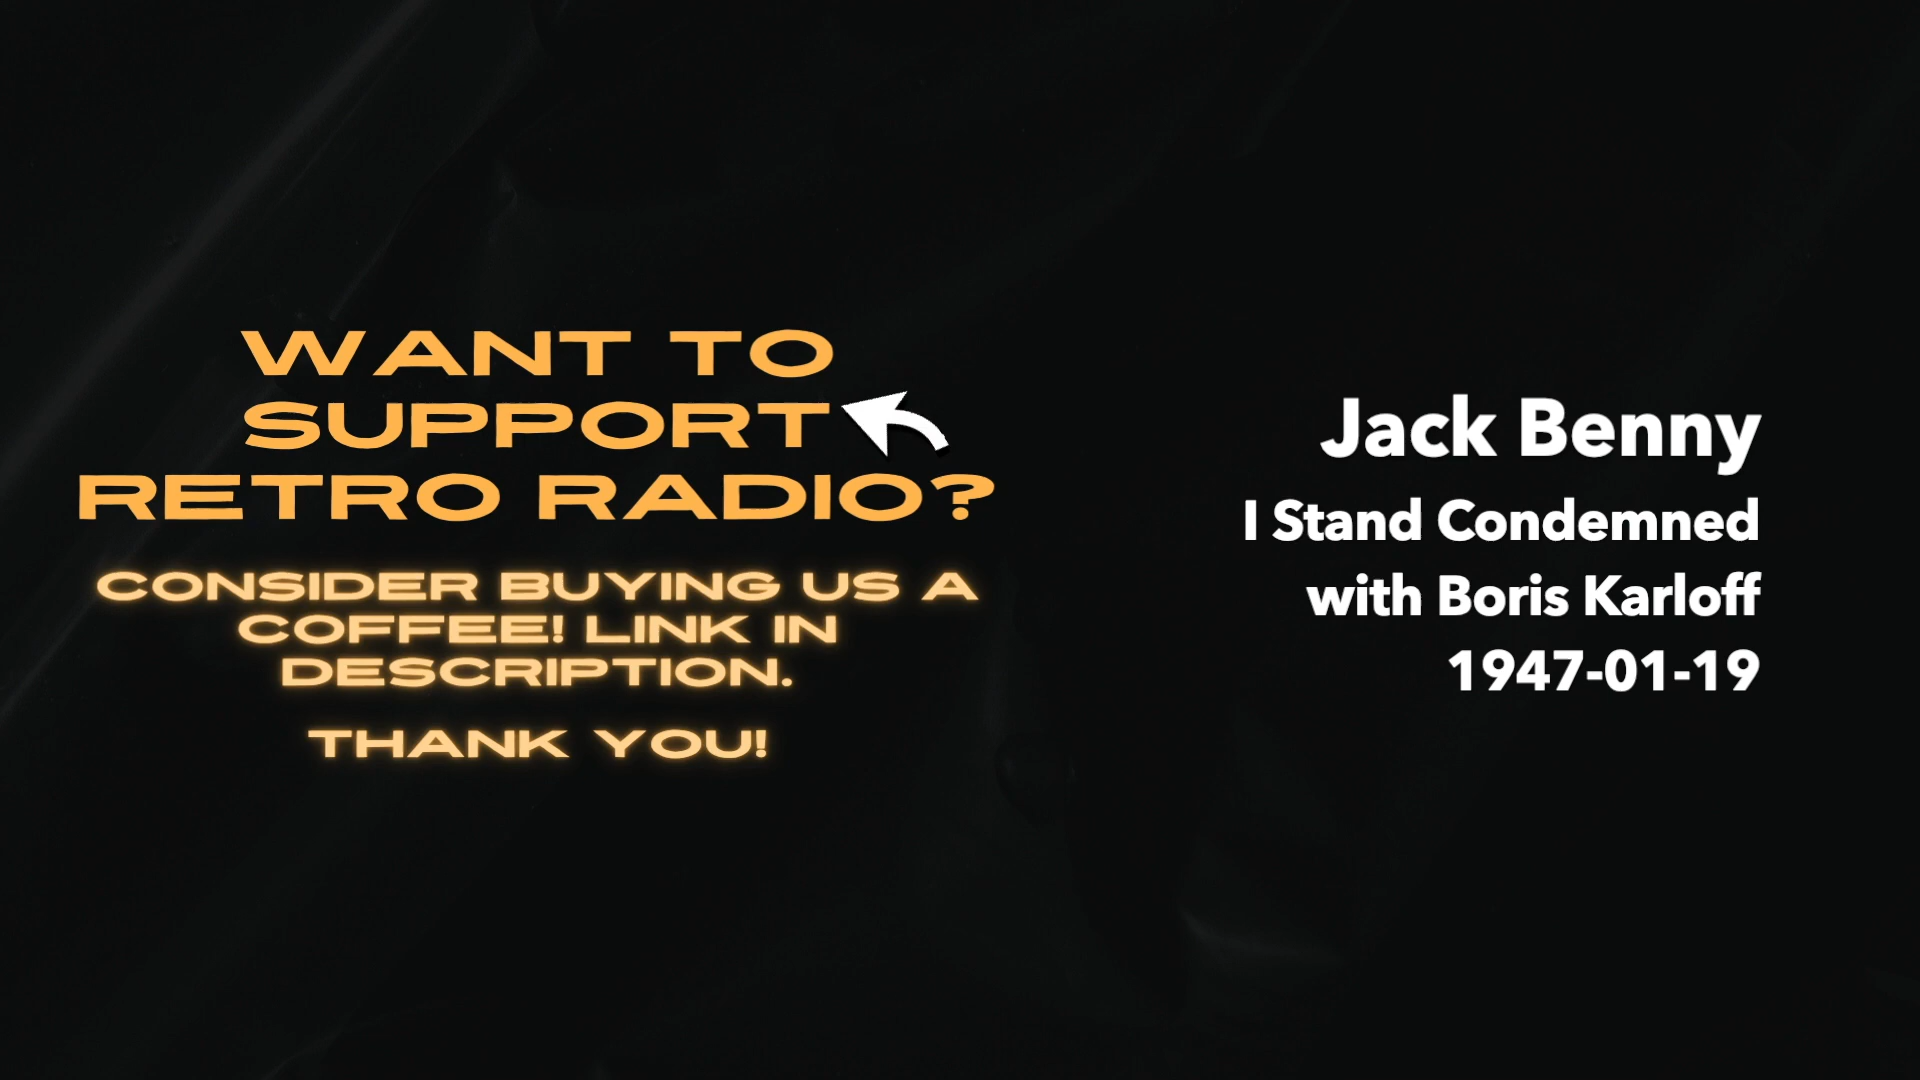 WANT TO
SUPPORT
RETRO RADIO?
CONSIDER BUYING US A
COFFEE! LINK IN
DESCRIPTION.
THANK YOU!
Jack Benny
I Stand Condemned
with Boris Karloff
1947-01-19